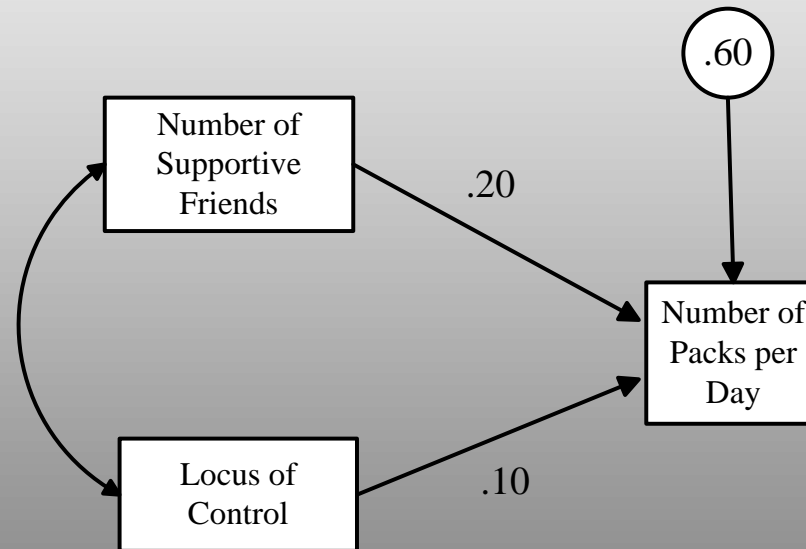 .60
Number of
Supportive
Friends
.20
Number of
Packs per
Day
Locus of
Control
.10